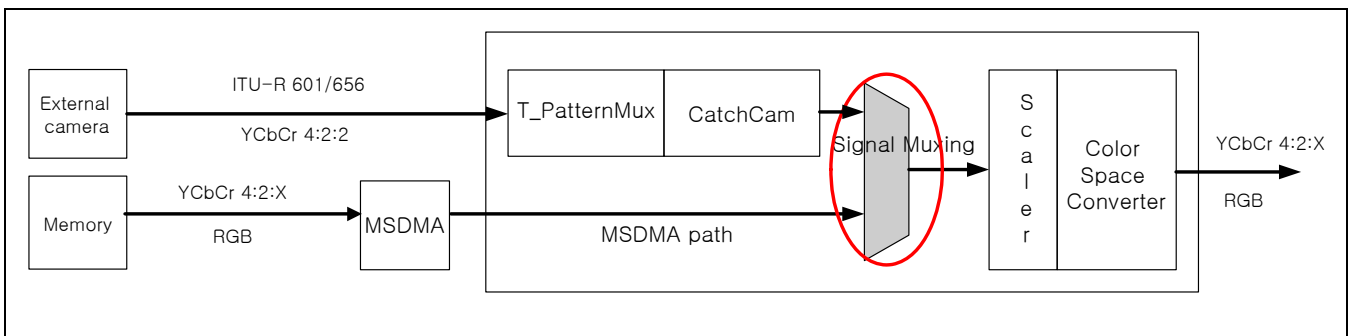 External
camera
ITU-R 601/656
YCbCr 4:2:2
T_PatternMux
CatchCam
Signal Muxing
S
c
a
l
e
r
Color
Space
Converter
YCbCr 4:2:X
RGB
Memory
YCbCr 4:2:X
RGB
MSDMA
MSDMA path